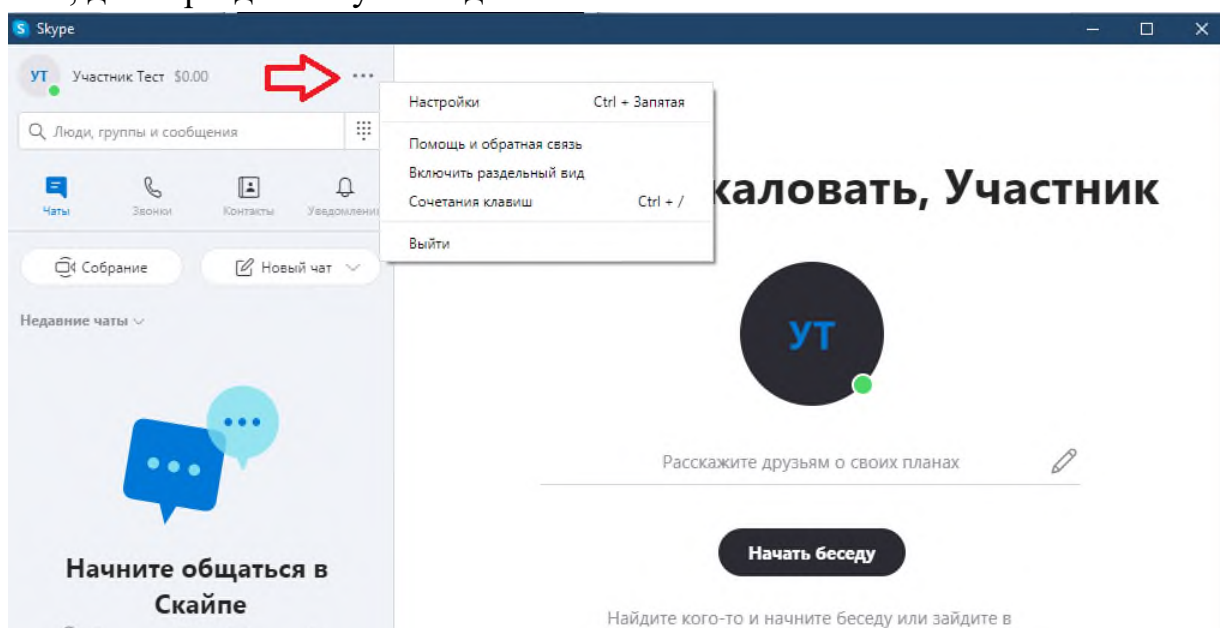 Skype
УТ Участник Тест $0.00
Люди, группы и сообщения
Чаты Звонки Контакты Уведомления
Собрание Новый чат
Недавние чаты
Начните общаться в
Скайпе
Настройки Ctrl + Запятая
Помощь и обратная связь
Включить раздельный вид
Сочетания клавиш Ctrl + /
Выйти
каловать, Участник
УТ
Расскажите друзьям о своих планах
Начать беседу
Найдите кого-то и начните беседу или зайдите в